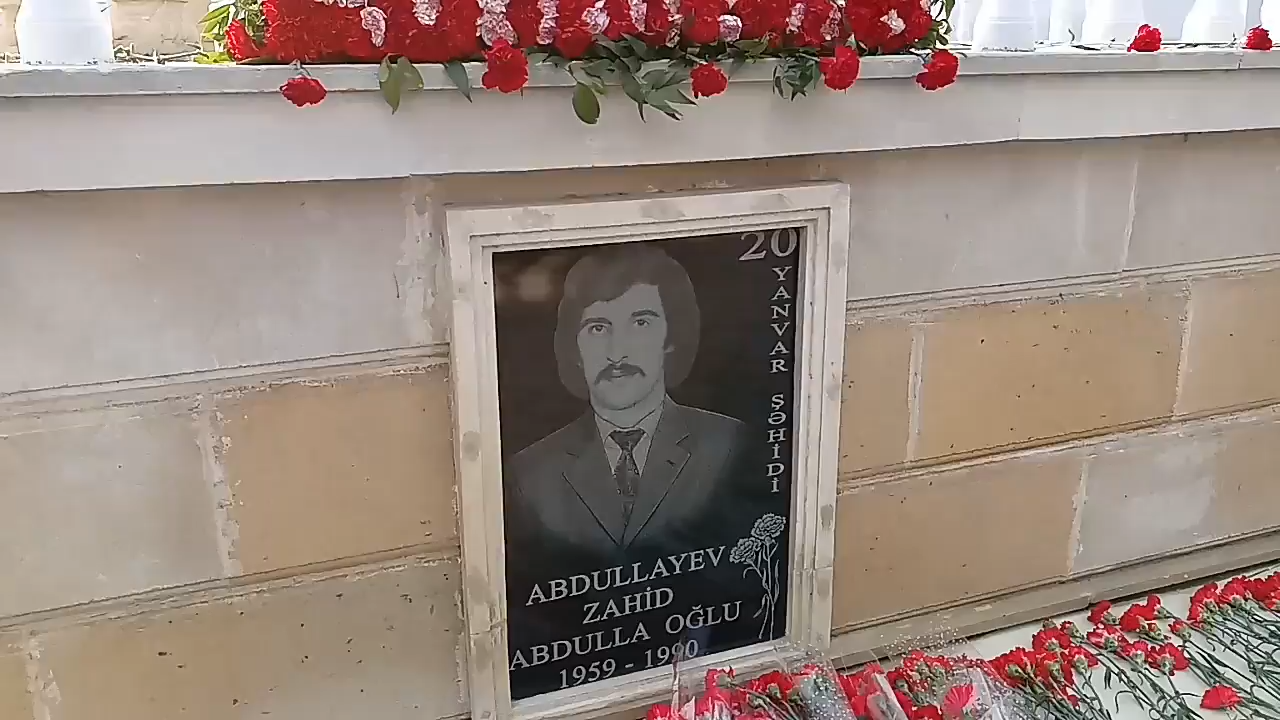 20
YANVAR ŞƏHİDİ
ABDULLAYEV
ZAHİD
ABDULLA OĞLU
1959 - 1990